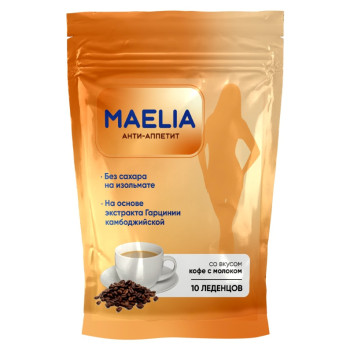 MAELIA
АНТИ-АППЕТИТ
· Без сахара
на изольмате
· На основе
экстракта Гарцинии
камбоджийской
со вкусом
кофе с молоком
10 ЛЕДЕНЦОВ